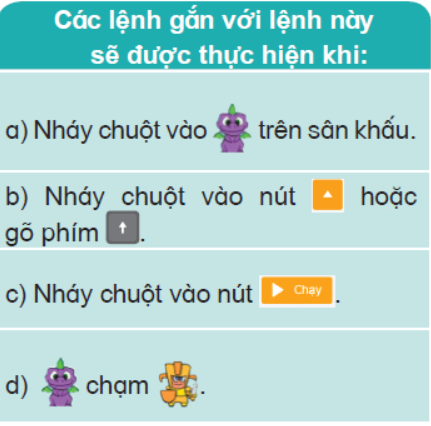 Các lệnh gắn với lệnh này
sẽ được thực hiện khi:
a) Nháy chuột vào trên sân khấu.
b) Nháy chuột vào nút hoặc
gõ phím ↑.
c) Nháy chuột vào nút Chạy.
d) chạm .